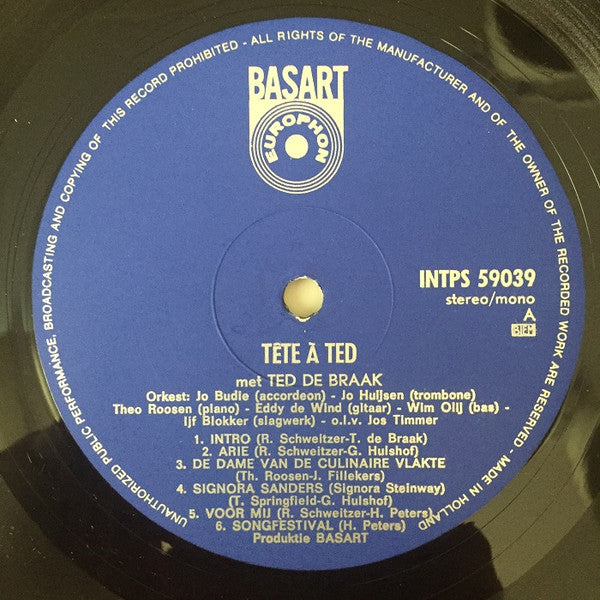 UNAUTHORIZED PUBLIC PERFORMANCE, BROADCASTING AND COPYING OF THIS RECORD PROHIBITED - ALL RIGHTS OF THE MANUFACTURER AND OF THE OWNER OF THE RECORDED WORK ARE RESERVED - MADE IN HOLLAND
BASART
EUROPHON
INTPS 59039
stereo/mono
A
BIEM
TÊTE À TED
met TED DE BRAAK
Orkest: Jo Budie (accordeon) - Jo Huijsen (trombone)
Theo Roosen (piano) - Eddy de Wind (gitaar) - Wim Olij (bas) -
Ijf Blokker (slagwerk) - o.l.v. Jos Timmer
1. INTRO (R. Schweitzer-T. de Braak)
2. ARIE (R. Schweitzer-G. Hulshof)
3. DE DAME VAN DE CULINAIRE VLAKTE
(Th. Roosen-J. Fillekers)
4. SIGNORA SANDERS (Signora Steinway)
(T. Springfield-G. Hulshof)
5. VOOR MIJ (R. Schweitzer-H. Peters)
6. SONGFESTIVAL (H. Peters)
Produktie BASART